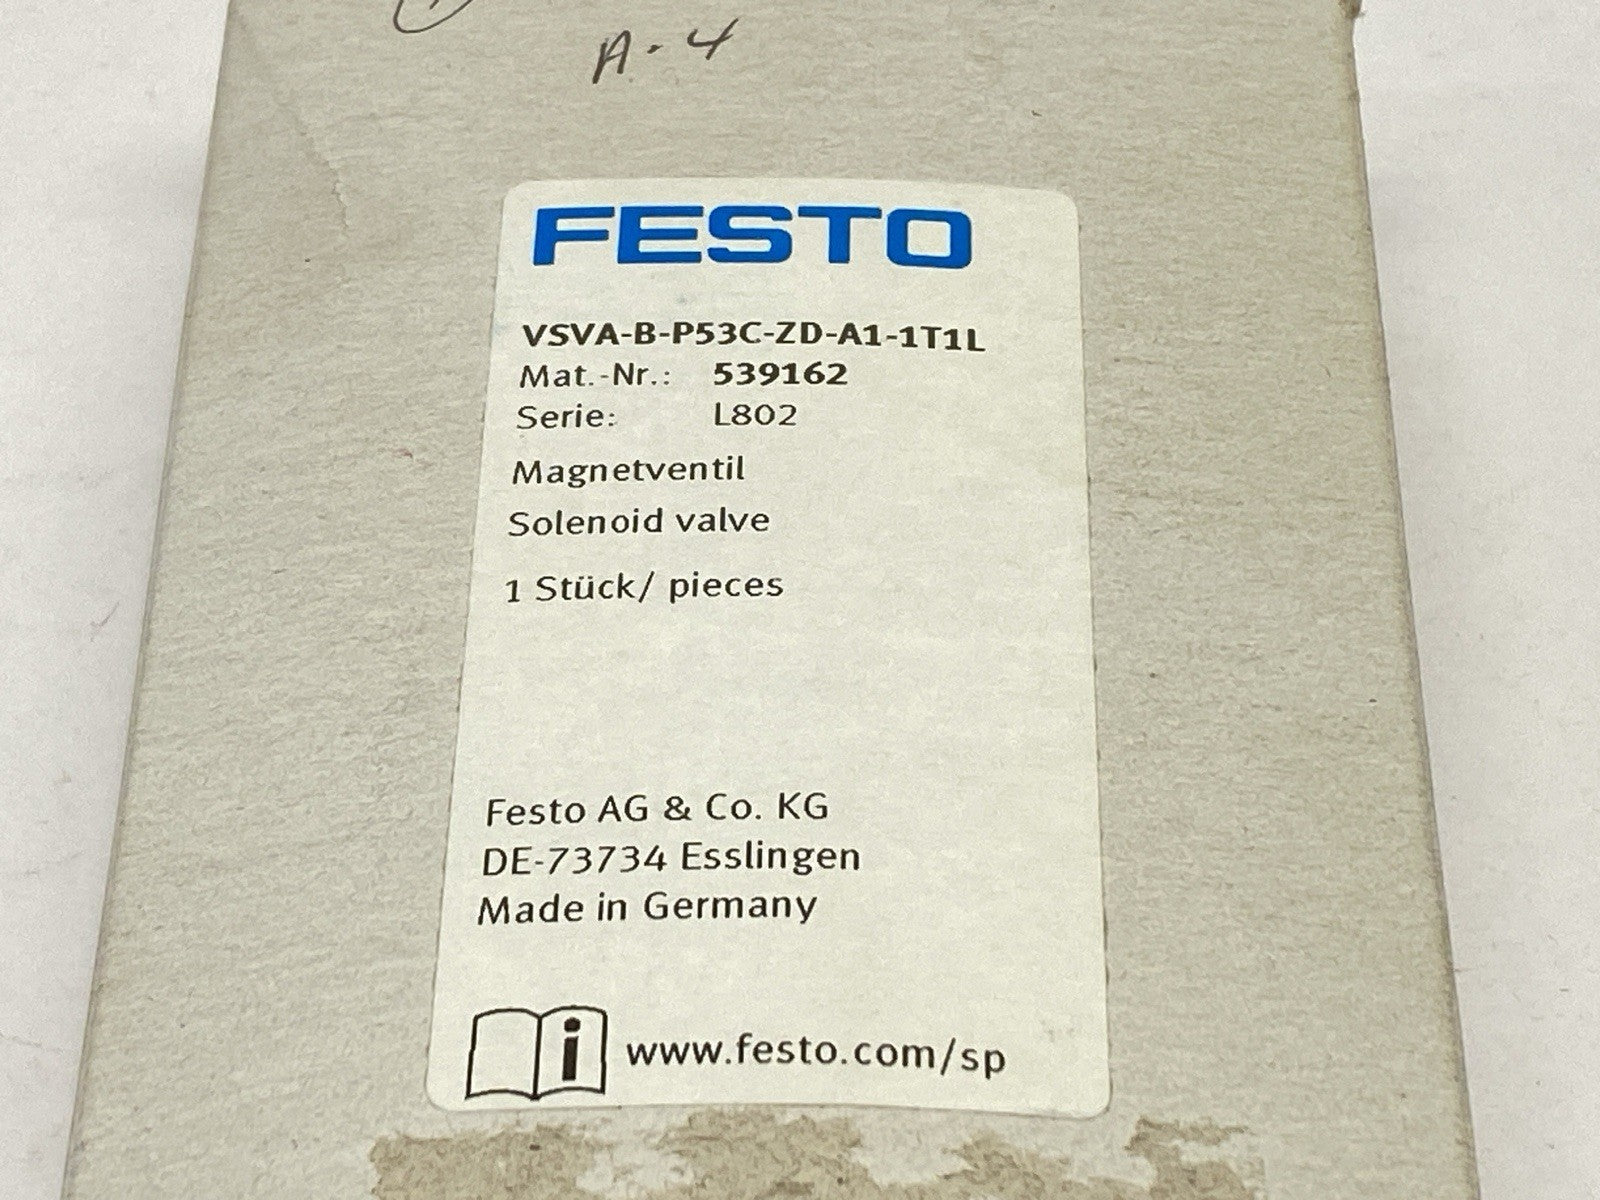 A-4
FESTO
VSVA-B-P53C-ZD-A1-1T1L
Mat.-Nr.: 539162
Serie: L802
Magnetventil
Solenoid valve
1 Stück/ pieces
Festo AG & Co. KG
DE-73734 Esslingen
Made in Germany
i www.festo.com/sp